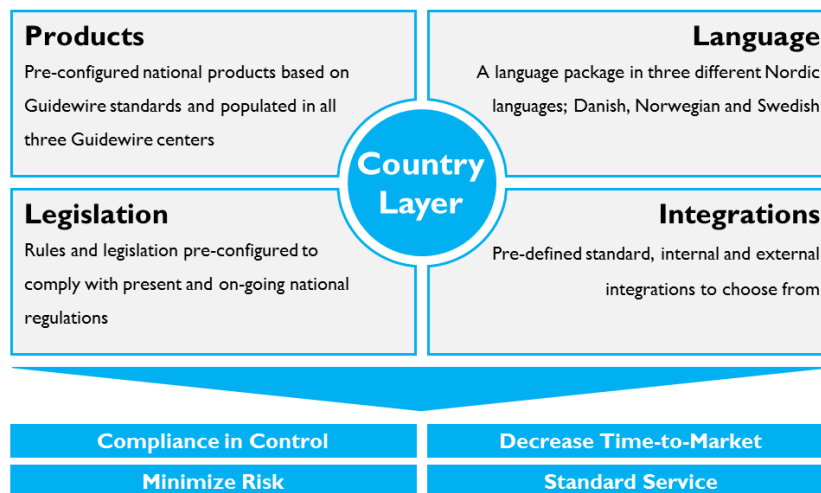 Products
Pre-configured national products based on
Guidewire standards and populated in all
three Guidewire centers
Language
A language package in three different Nordic
languages; Danish, Norwegian and Swedish
Country
Layer
Legislation
Rules and legislation pre-configured to
comply with present and on-going national
regulations
Integrations
Pre-defined standard, internal and external
integrations to choose from
Compliance in Control
Decrease Time-to-Market
Minimize Risk
Standard Service